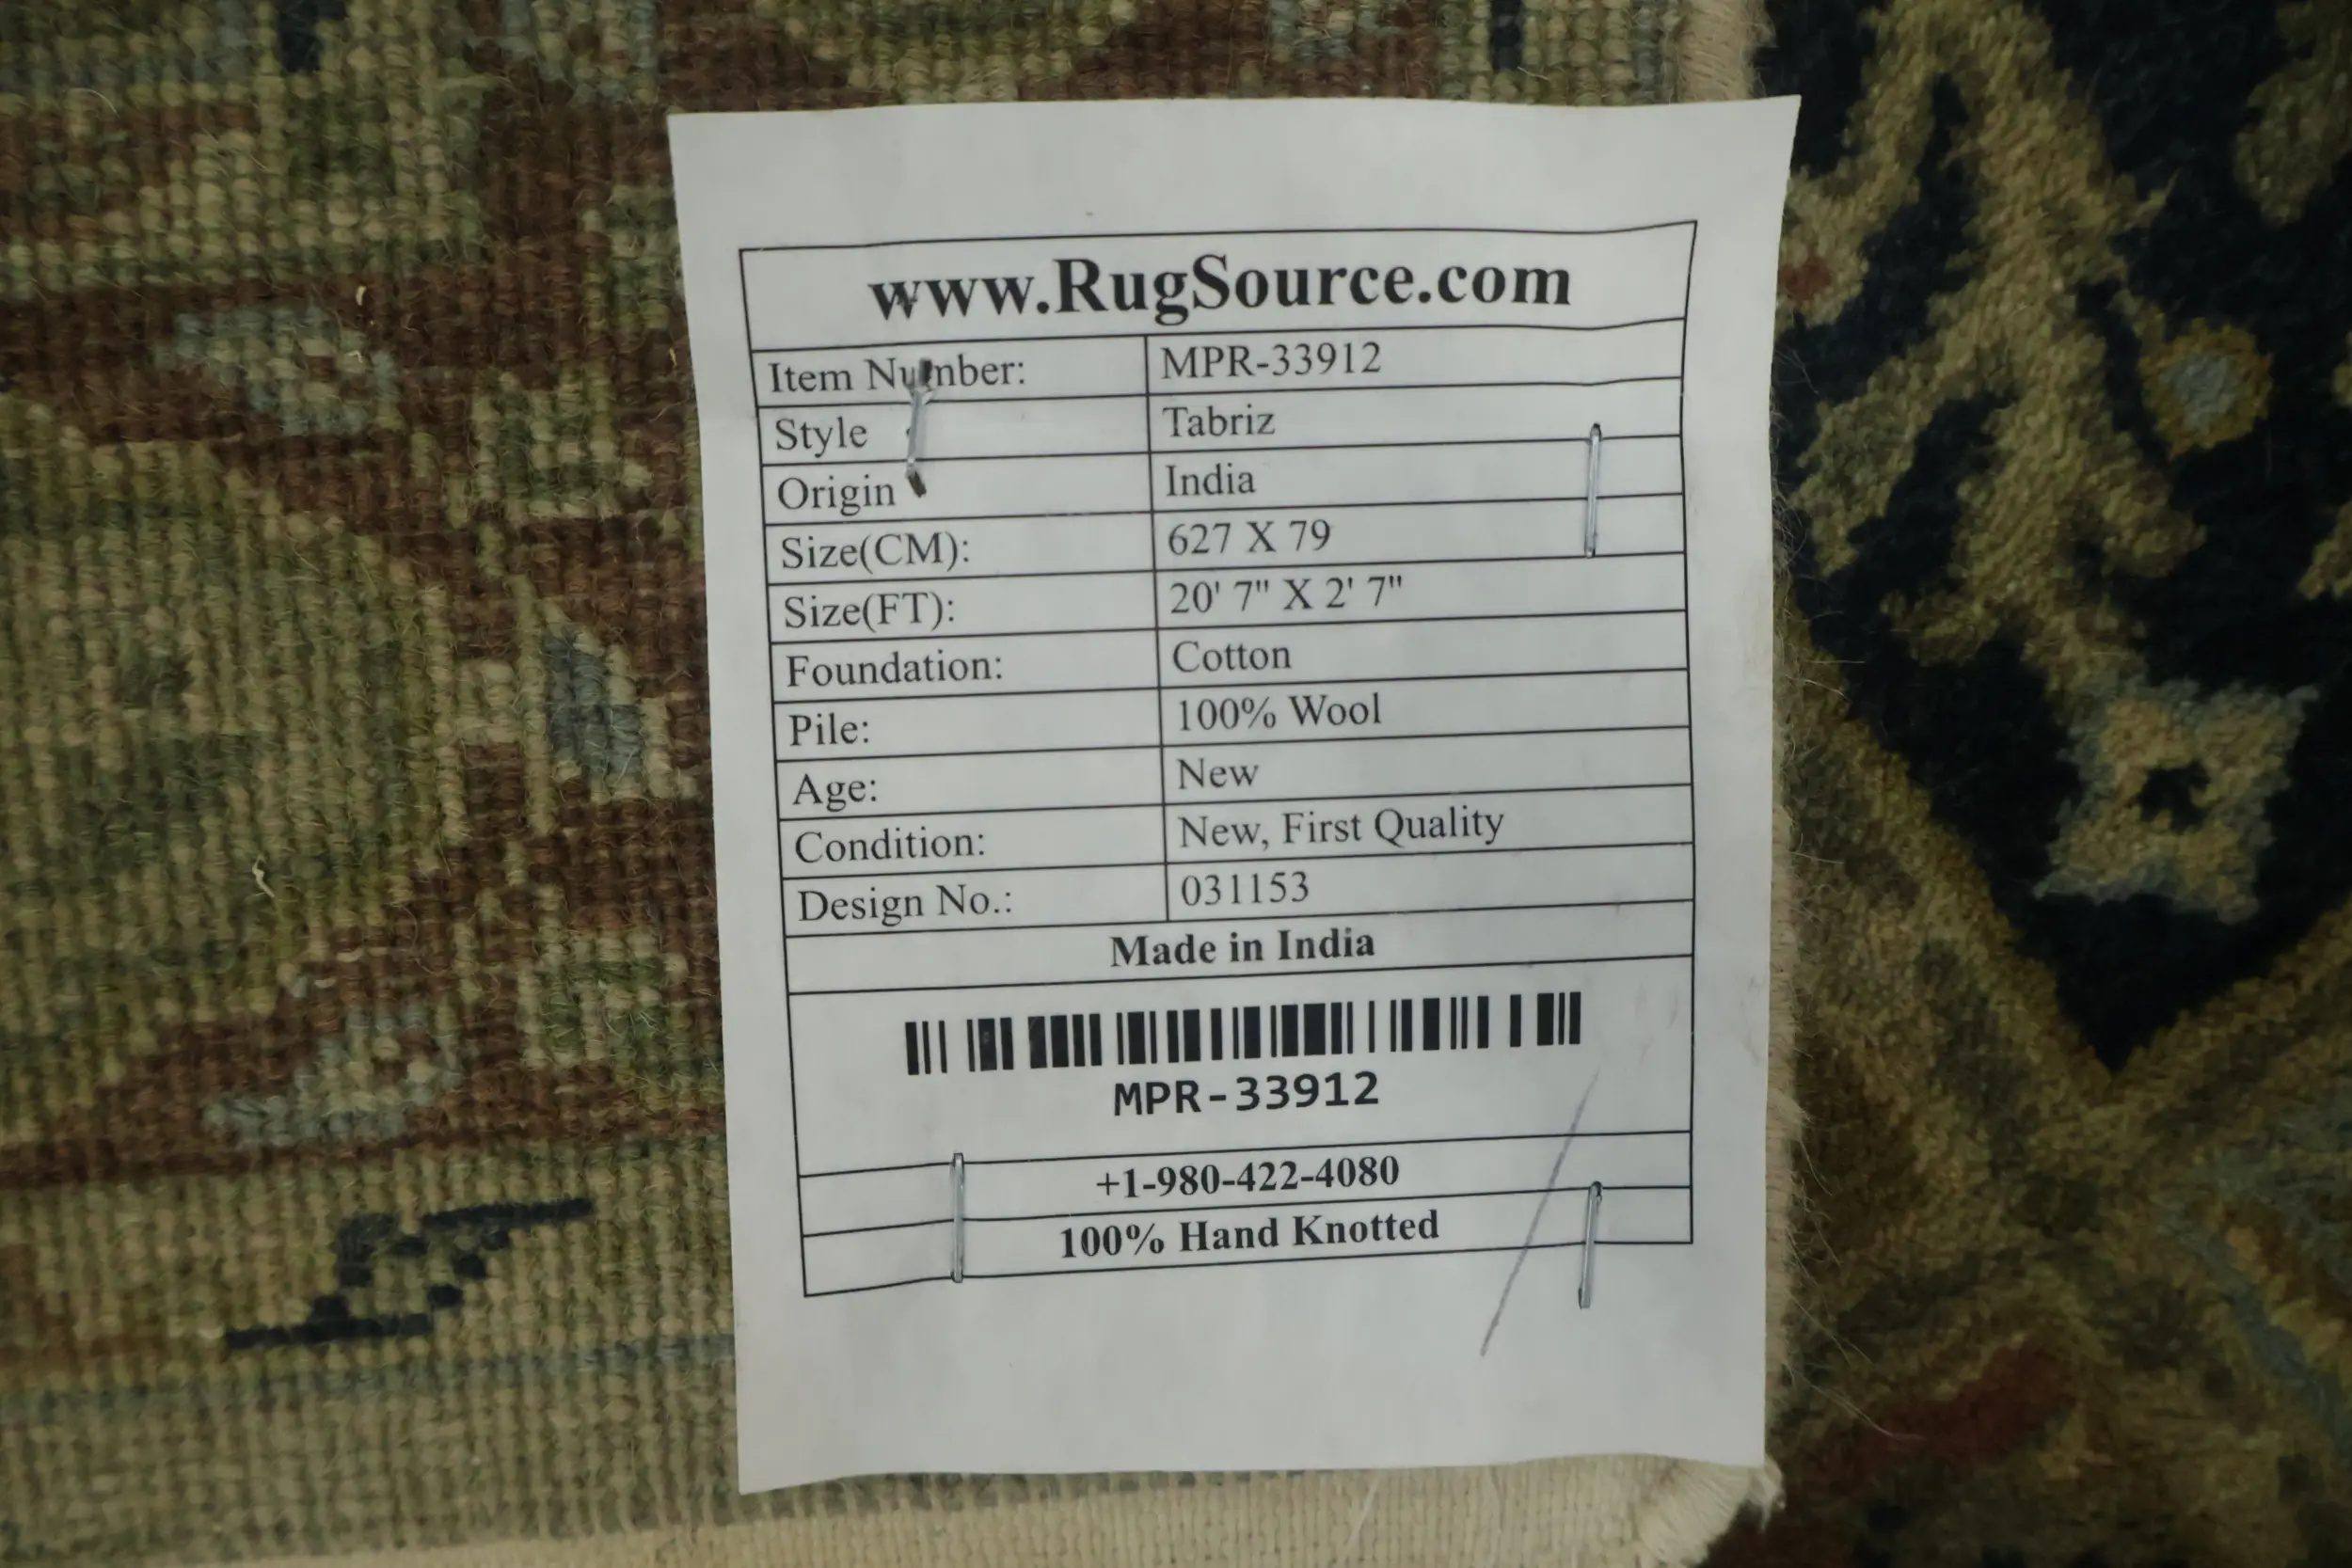 www.RugSource.com
Item Number: MPR-33912
Style Tabriz
Origin India
Size(CM): 627 X 79
Size(FT): 20' 7" X 2' 7"
Foundation: Cotton
Pile: 100% Wool
Age: New
Condition: New, First Quality
Design No.: 031153
Made in India
MPR-33912
+1-980-422-4080
100% Hand Knotted